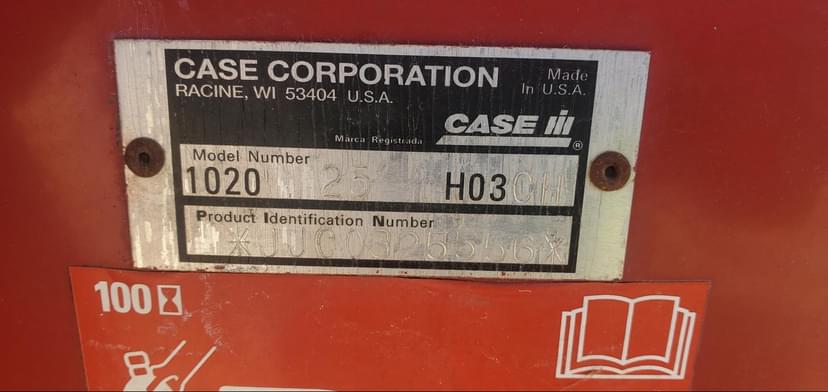 CASE CORPORATION
RACINE, WI 53404 U.S.A.
Made
In U.S.A.
CASE IH
Marca Registrada
®
Model Number
1020 25 H03
Product Identification Number
100